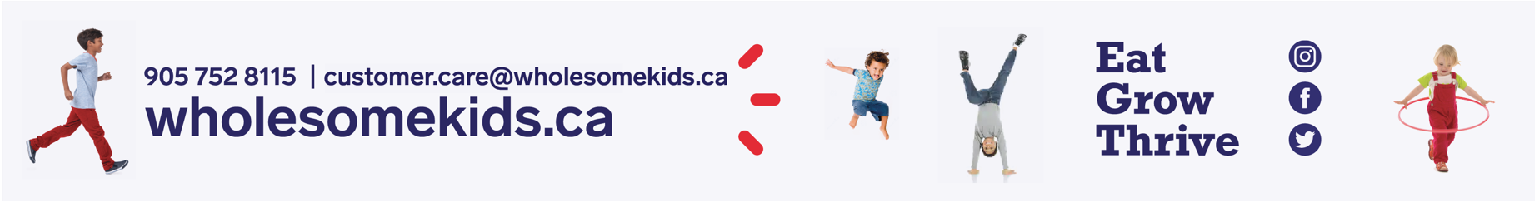 905 752 8115 | customer.care@wholesomekids.ca
wholesomekids.ca
Eat
Grow
Thrive